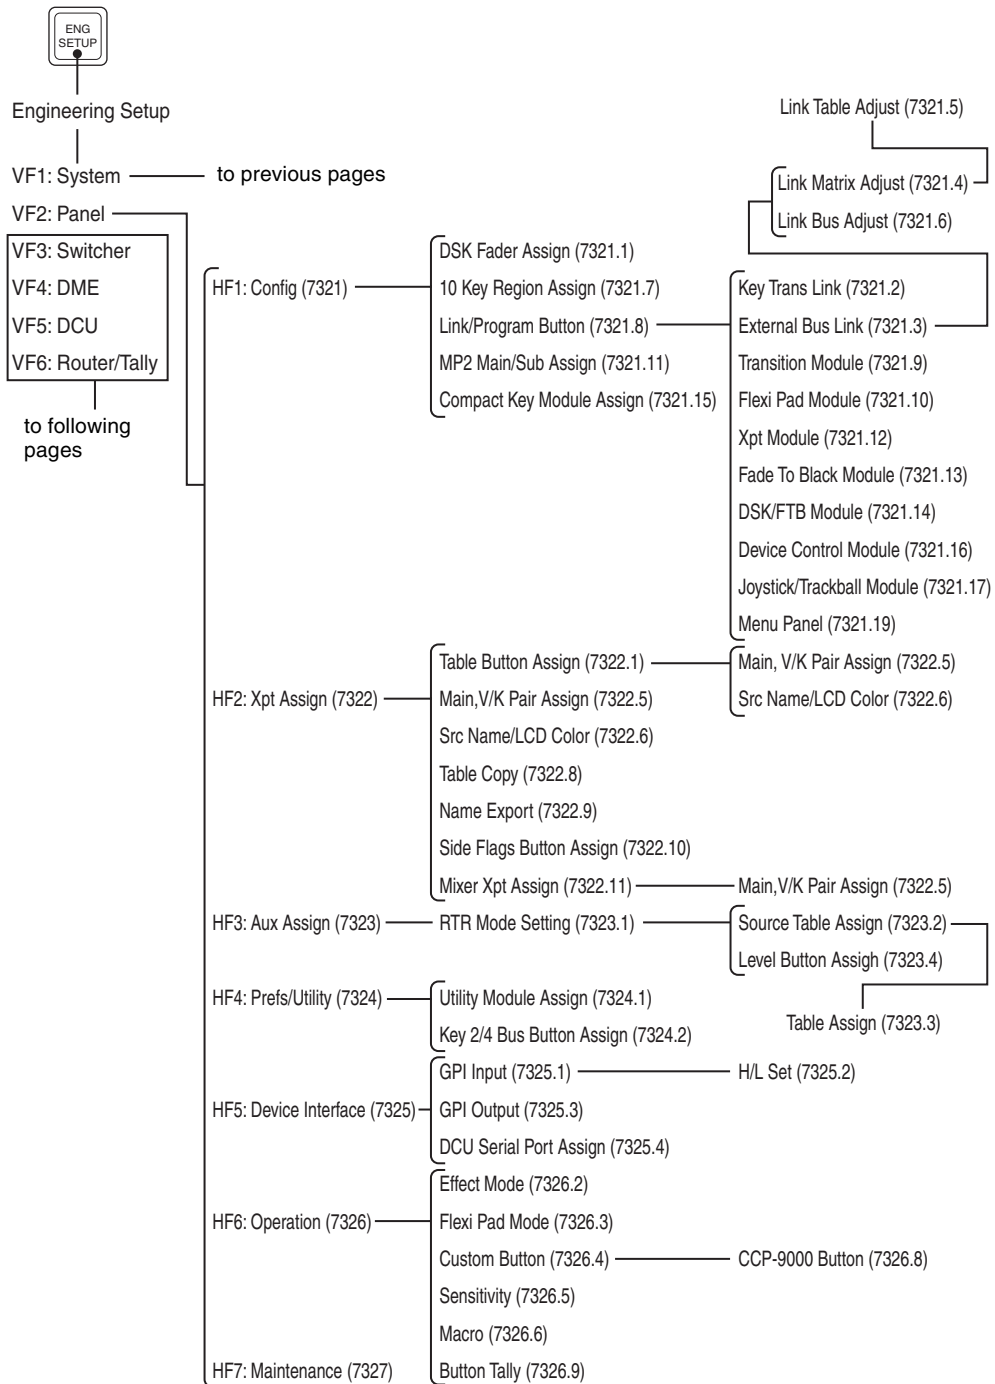 ENG
SETUP
Engineering Setup
Link Table Adjust (7321.5)
VF1: System
to previous pages
Link Matrix Adjust (7321.4)
VF2: Panel
Link Bus Adjust (7321.6)
VF3: Switcher
DSK Fader Assign (7321.1)
VF4: DME
HF1: Config (7321)
10 Key Region Assign (7321.7)
Key Trans Link (7321.2)
VF5: DCU
Link/Program Button (7321.8)
External Bus Link (7321.3)
VF6: Router/Tally
MP2 Main/Sub Assign (7321.11)
Transition Module (7321.9)
Compact Key Module Assign (7321.15)
Flexi Pad Module (7321.10)
to following
pages
Xpt Module (7321.12)
Fade To Black Module (7321.13)
DSK/FTB Module (7321.14)
Device Control Module (7321.16)
Joystick/Trackball Module (7321.17)
Menu Panel (7321.19)
Table Button Assign (7322.1)
Main, V/K Pair Assign (7322.5)
HF2: Xpt Assign (7322)
Main,V/K Pair Assign (7322.5)
Src Name/LCD Color (7322.6)
Src Name/LCD Color (7322.6)
Table Copy (7322.8)
Name Export (7322.9)
Side Flags Button Assign (7322.10)
Mixer Xpt Assign (7322.11)
Main,V/K Pair Assign (7322.5)
HF3: Aux Assign (7323)
RTR Mode Setting (7323.1)
Source Table Assign (7323.2)
Level Button Assigh (7323.4)
HF4: Prefs/Utility (7324)
Utility Module Assign (7324.1)
Table Assign (7323.3)
Key 2/4 Bus Button Assign (7324.2)
GPI Input (7325.1)
H/L Set (7325.2)
HF5: Device Interface (7325)
GPI Output (7325.3)
DCU Serial Port Assign (7325.4)
Effect Mode (7326.2)
HF6: Operation (7326)
Flexi Pad Mode (7326.3)
Custom Button (7326.4)
CCP-9000 Button (7326.8)
Sensitivity (7326.5)
Macro (7326.6)
HF7: Maintenance (7327)
Button Tally (7326.9)